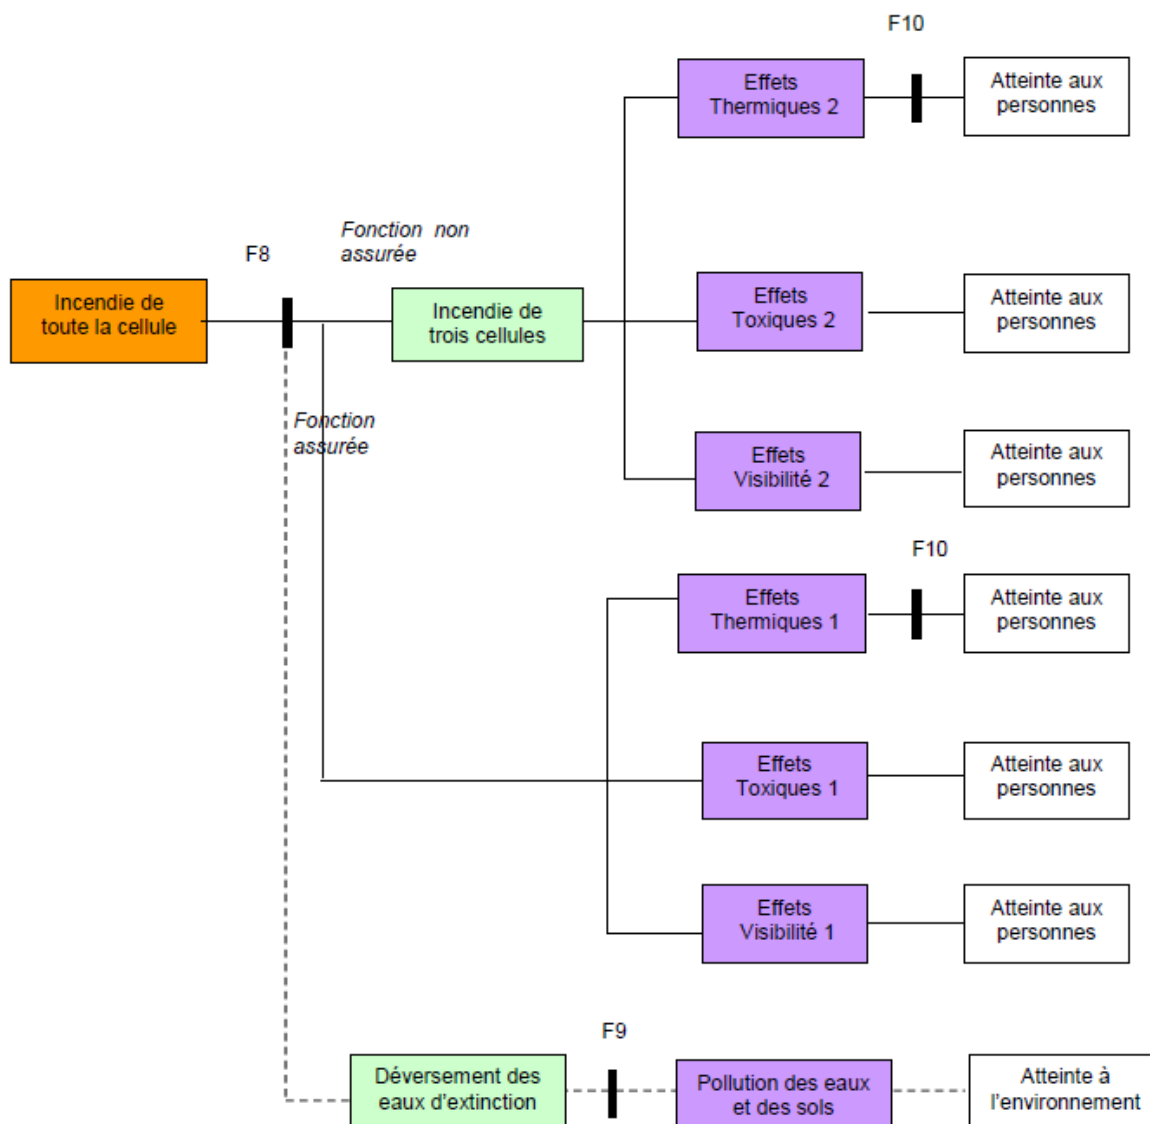 F10
Effets
Thermiques 2
Atteinte aux
personnes
Fonction non
assurée
F8
Incendie de
toute la cellule
Incendie de
trois cellules
Effets
Toxiques 2
Atteinte aux
personnes
Fonction
assurée
Effets
Visibilité 2
Atteinte aux
personnes
F10
Effets
Thermiques 1
Atteinte aux
personnes
Effets
Toxiques 1
Atteinte aux
personnes
Effets
Visibilité 1
Atteinte aux
personnes
F9
Déversement des
eaux d'extinction
Pollution des eaux
et des sols
Atteinte à
l'environnement